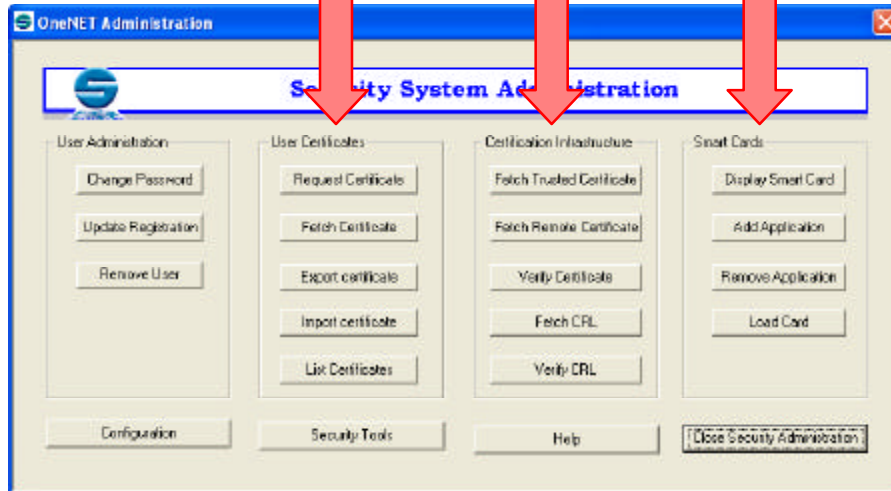 OneNET Administration
Security System Administration
User Administration
Change Password
Update Registration
Remove User
User Certificates
Request Certificate
Fetch Certificate
Export certificate
Import certificate
List Certificates
Certification Infrastructure
Fetch Trusted Certificate
Fetch Remote Certificate
Verify Certificate
Fetch CRL
Verify CRL
Smart Cards
Display Smart Card
Add Application
Remove Application
Load Card
Configuration
Security Tools
Help
Close Security Administration